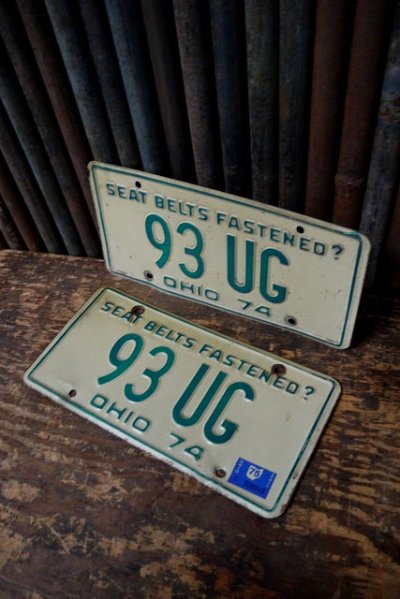 SEAT BELTS FASTENED?
93 UG
OHIO 74
SEAT BELTS FASTENED?
93 UG
OHIO 74
75